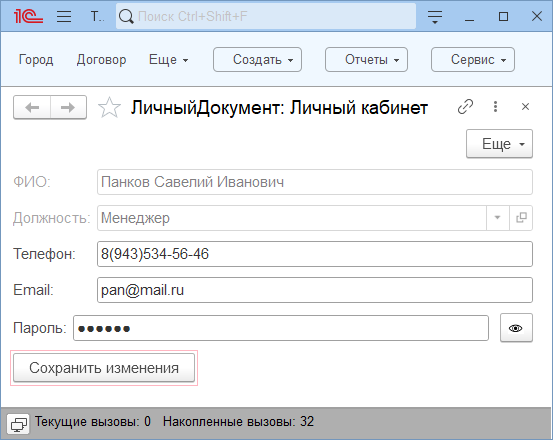 1С Т.. Поиск Ctrl+Shift+F
Город Договор Еще Создать Отчеты Сервис
ЛичныйДокумент: Личный кабинет
Еще
ФИО: Панков Савелий Иванович
Должность: Менеджер
Телефон: 8(943)534-56-46
Email: pan@mail.ru
Пароль: ●●●●●●
Сохранить изменения
Текущие вызовы: 0 Накопленные вызовы: 32